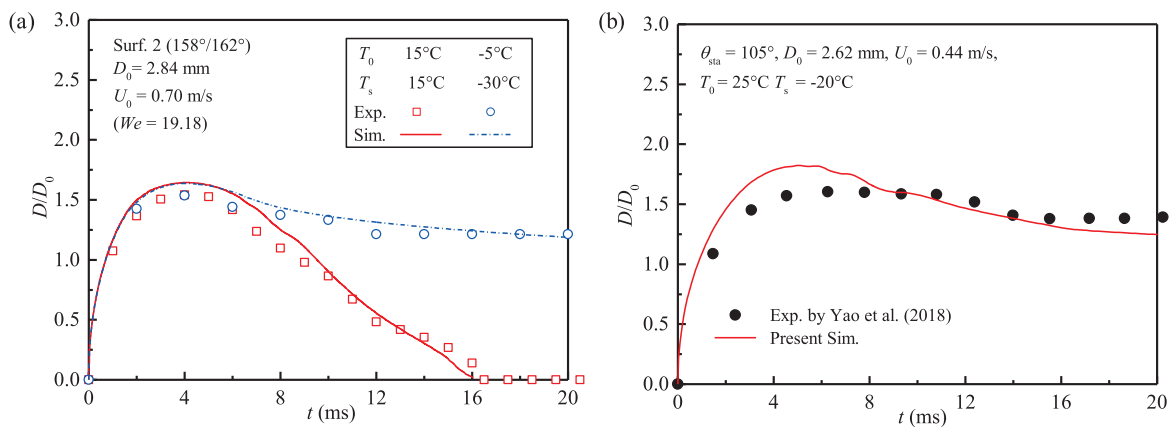 (a)
3.0
2.5
2.0
1.5
1.0
0.5
0.0
D/D0
Surf. 2 (158°/162°)
D0= 2.84 mm
U0 = 0.70 m/s
(We = 19.18)
T0 15°C -5°C
Ts 15°C -30°C
Exp.
Sim.
0 4 8 12 16 20
t (ms)
(b)
3.0
2.5
2.0
1.5
1.0
0.5
0.0
D/D0
θsta = 105°, D0 = 2.62 mm, U0 = 0.44 m/s,
T0 = 25°C Ts = -20°C
Exp. by Yao et al. (2018)
Present Sim.
0 4 8 12 16 20
t (ms)